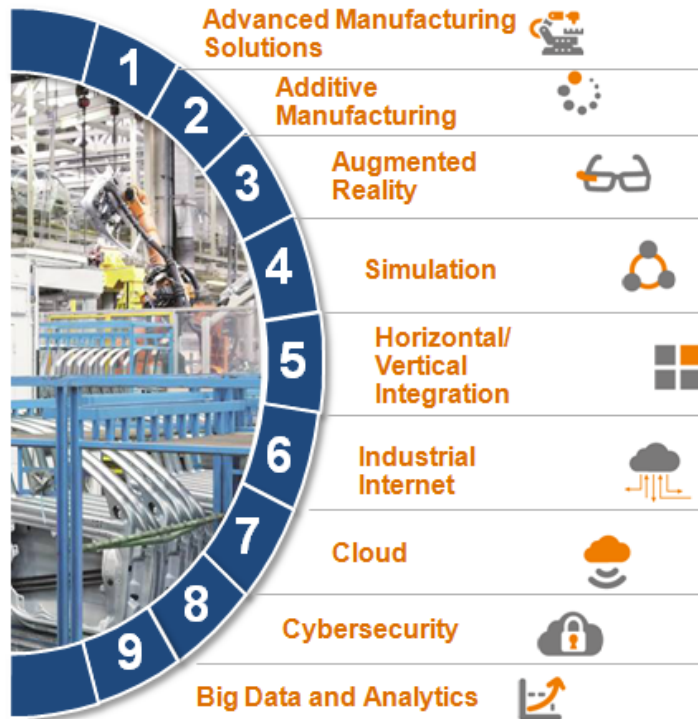 1
Advanced Manufacturing
Solutions
2
Additive
Manufacturing
3
Augmented
Reality
4
Simulation
5
Horizontal/
Vertical
Integration
6
Industrial
Internet
7
Cloud
8
Cybersecurity
9
Big Data and Analytics